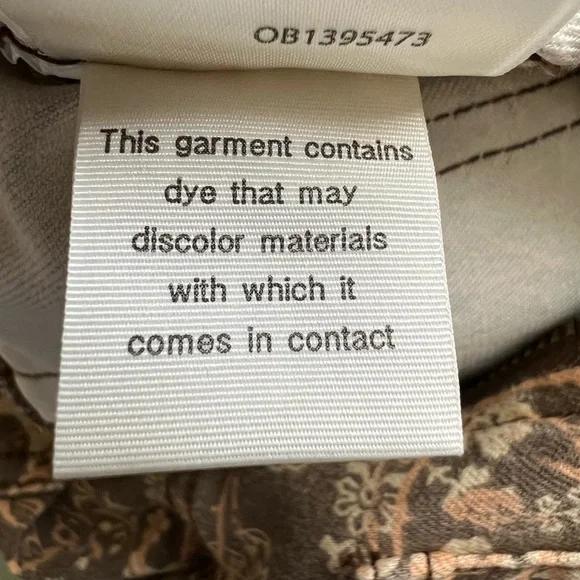 OB1395473
This garment contains
dye that may
discolor materials
with which it
comes in contact